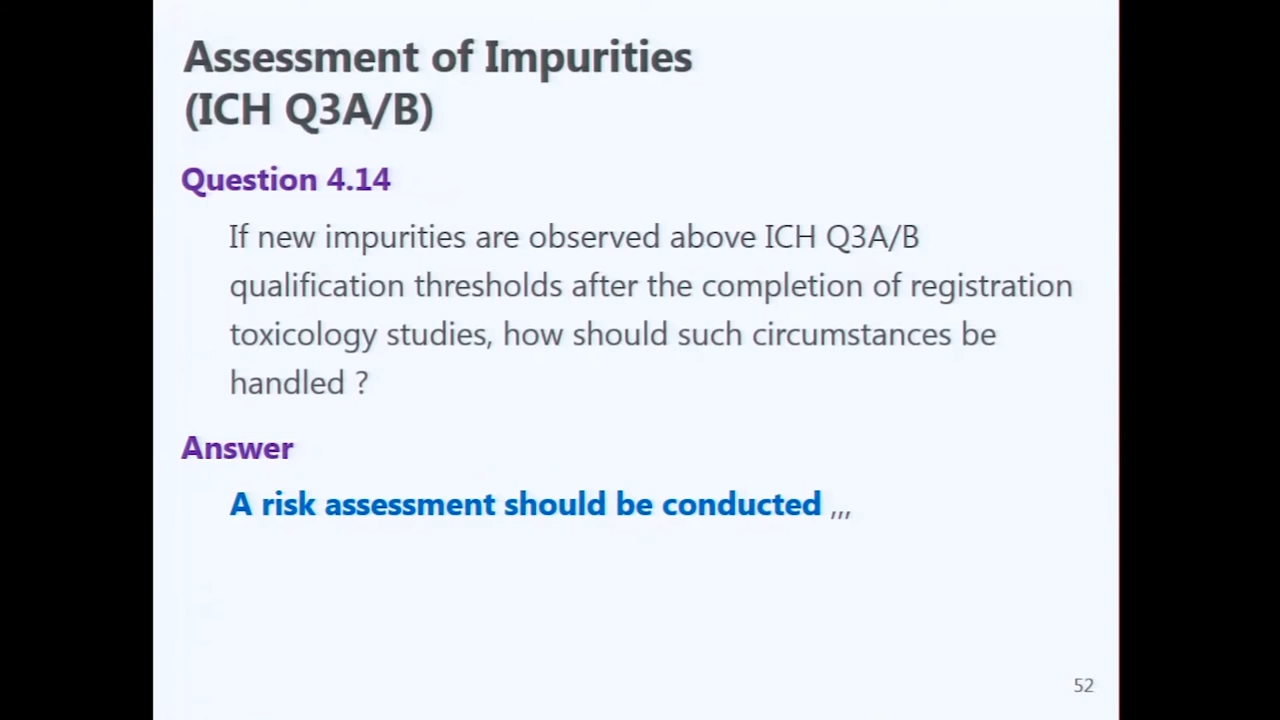 Assessment of Impurities
(ICH Q3A/B)
Question 4.14
If new impurities are observed above ICH Q3A/B
qualification thresholds after the completion of registration
toxicology studies, how should such circumstances be
handled ?
Answer
A risk assessment should be conducted ,,,
52